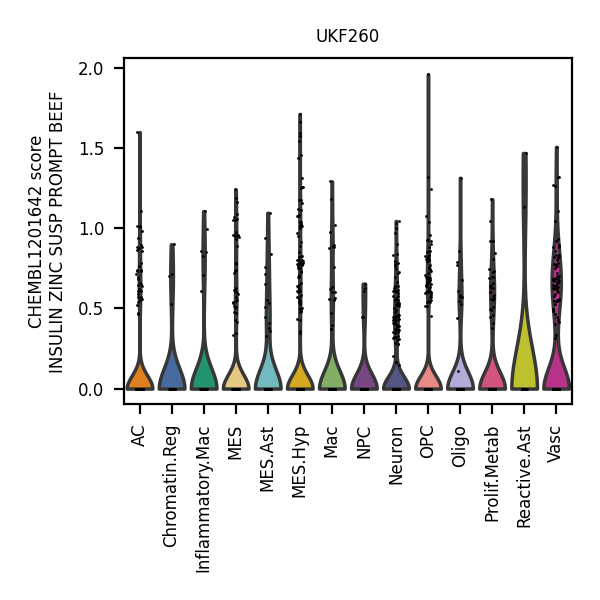 UKF260
CHEMBL1201642 score
INSULIN ZINC SUSP PROMPT BEEF
2.0
1.5
1.0
0.5
0.0
AC
Chromatin.Reg
Inflammatory.Mac
MES
MES.Ast
MES.Hyp
Mac
NPC
Neuron
OPC
Oligo
Prolif.Metab
Reactive.Ast
Vasc